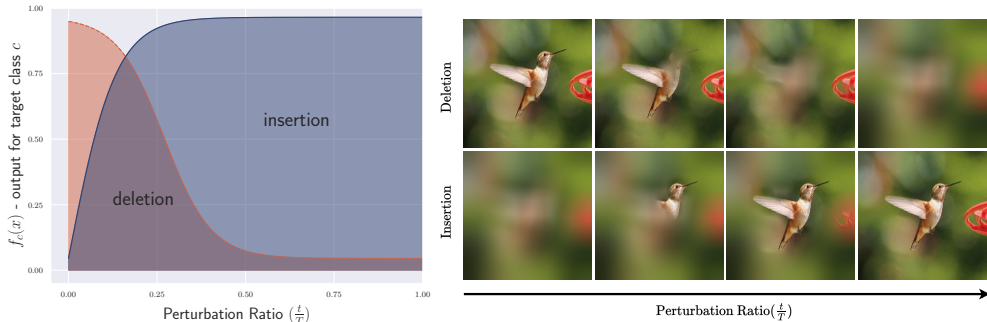 1.00
0.75
0.50
0.25
0.00
0.00 0.25 0.50 0.75 1.00
f_c(x) - output for target class c
Perturbation Ratio (t/T)
insertion
deletion
Deletion
Insertion
Perturbation Ratio(t/T)